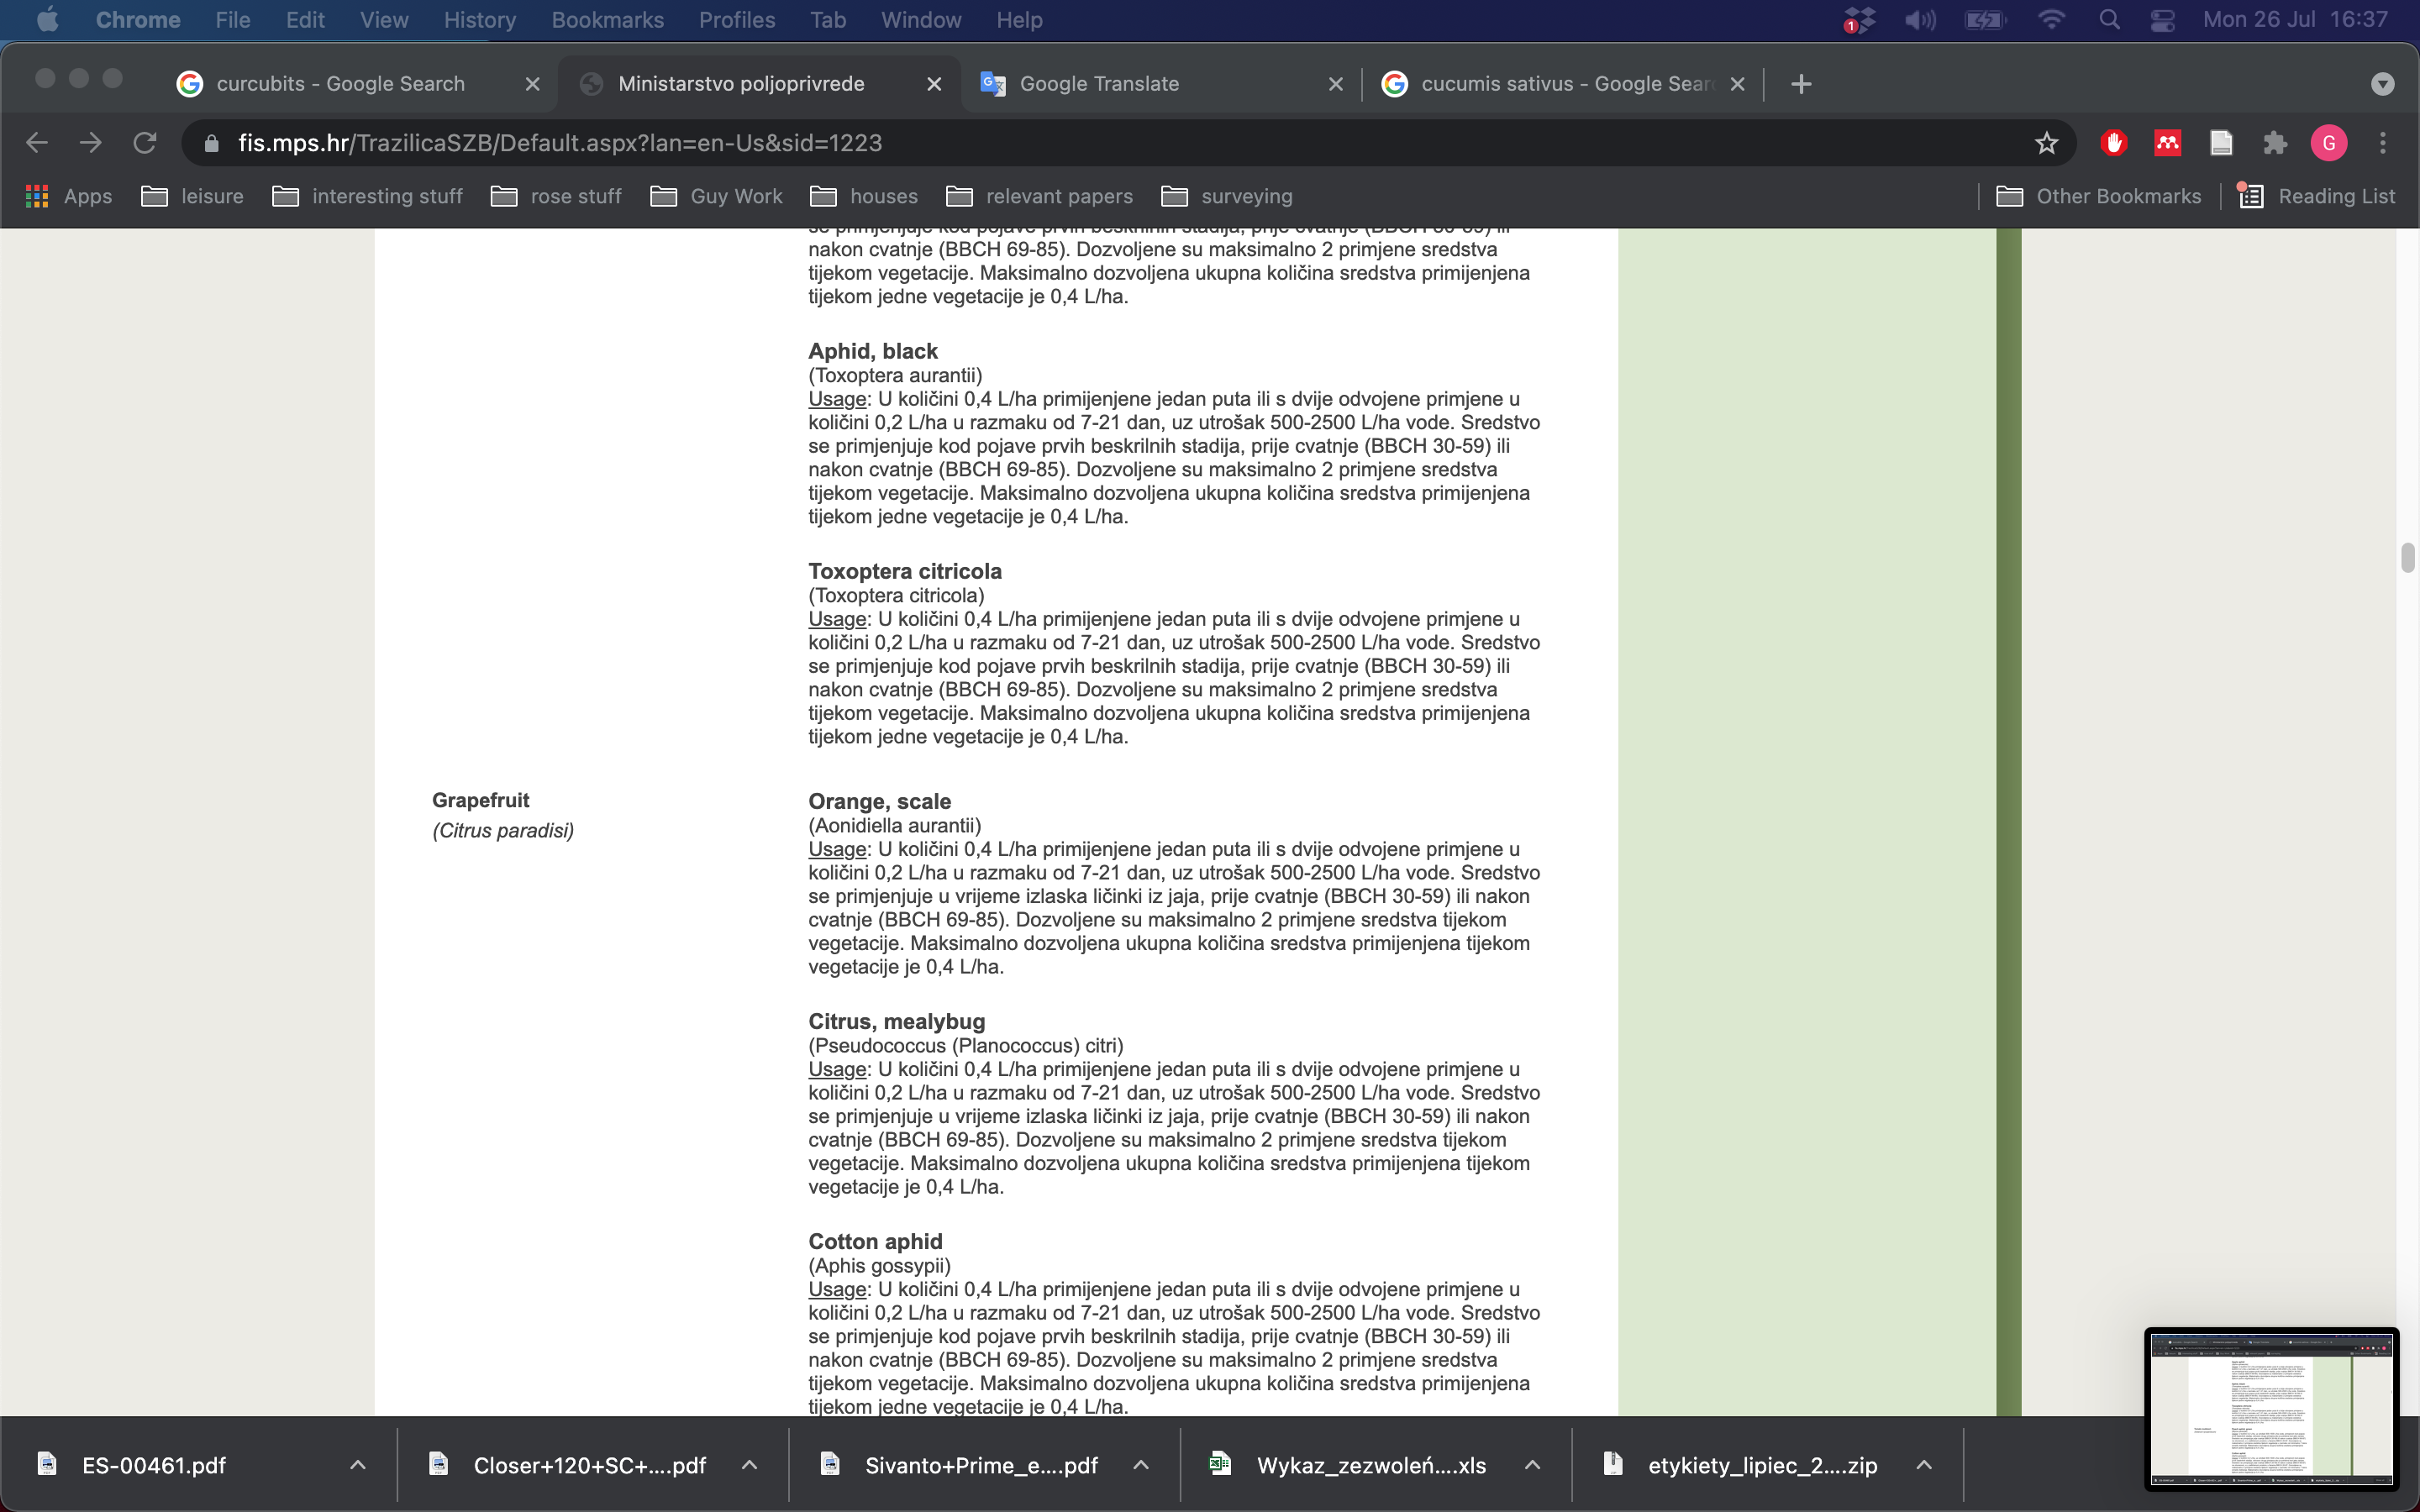 Chrome File Edit View History Bookmarks Profiles Tab Window Help 1 Mon 26 Jul 16:37
curcubits - Google Search Ministarstvo poljoprivrede Google Translate cucumis sativus - Google Sear
fis.mps.hr/TrazilicaSZB/Default.aspx?lan=en-Us&sid=1223 G
Apps leisure interesting stuff rose stuff Guy Work houses relevant papers surveying Other Bookmarks Reading List
se primjenjuje kod pojave prvih beskrilnih stadija, prije cvatnje (BBCH 30-59) ili
nakon cvatnje (BBCH 69-85). Dozvoljene su maksimalno 2 primjene sredstva
tijekom vegetacije. Maksimalno dozvoljena ukupna količina sredstva primijenjena
tijekom jedne vegetacije je 0,4 L/ha.
Aphid, black
(Toxoptera aurantii)
Usage: U količini 0,4 L/ha primijenjene jedan puta ili s dvije odvojene primjene u
količini 0,2 L/ha u razmaku od 7-21 dan, uz utrošak 500-2500 L/ha vode. Sredstvo
se primjenjuje kod pojave prvih beskrilnih stadija, prije cvatnje (BBCH 30-59) ili
nakon cvatnje (BBCH 69-85). Dozvoljene su maksimalno 2 primjene sredstva
tijekom vegetacije. Maksimalno dozvoljena ukupna količina sredstva primijenjena
tijekom jedne vegetacije je 0,4 L/ha.
Toxoptera citricola
(Toxoptera citricola)
Usage: U količini 0,4 L/ha primijenjene jedan puta ili s dvije odvojene primjene u
količini 0,2 L/ha u razmaku od 7-21 dan, uz utrošak 500-2500 L/ha vode. Sredstvo
se primjenjuje kod pojave prvih beskrilnih stadija, prije cvatnje (BBCH 30-59) ili
nakon cvatnje (BBCH 69-85). Dozvoljene su maksimalno 2 primjene sredstva
tijekom vegetacije. Maksimalno dozvoljena ukupna količina sredstva primijenjena
tijekom jedne vegetacije je 0,4 L/ha.
Grapefruit
(Citrus paradisi)
Orange, scale
(Aonidiella aurantii)
Usage: U količini 0,4 L/ha primijenjene jedan puta ili s dvije odvojene primjene u
količini 0,2 L/ha u razmaku od 7-21 dan, uz utrošak 500-2500 L/ha vode. Sredstvo
se primjenjuje u vrijeme izlaska ličinki iz jaja, prije cvatnje (BBCH 30-59) ili nakon
cvatnje (BBCH 69-85). Dozvoljene su maksimalno 2 primjene sredstva tijekom
vegetacije. Maksimalno dozvoljena ukupna količina sredstva primijenjena tijekom
vegetacije je 0,4 L/ha.
Citrus, mealybug
(Pseudococcus (Planococcus) citri)
Usage: U količini 0,4 L/ha primijenjene jedan puta ili s dvije odvojene primjene u
količini 0,2 L/ha u razmaku od 7-21 dan, uz utrošak 500-2500 L/ha vode. Sredstvo
se primjenjuje u vrijeme izlaska ličinki iz jaja, prije cvatnje (BBCH 30-59) ili nakon
cvatnje (BBCH 69-85). Dozvoljene su maksimalno 2 primjene sredstva tijekom
vegetacije. Maksimalno dozvoljena ukupna količina sredstva primijenjena tijekom
vegetacije je 0,4 L/ha.
Cotton aphid
(Aphis gossypii)
Usage: U količini 0,4 L/ha primijenjene jedan puta ili s dvije odvojene primjene u
količini 0,2 L/ha u razmaku od 7-21 dan, uz utrošak 500-2500 L/ha vode. Sredstvo
se primjenjuje kod pojave prvih beskrilnih stadija, prije cvatnje (BBCH 30-59) ili
nakon cvatnje (BBCH 69-85). Dozvoljene su maksimalno 2 primjene sredstva
tijekom vegetacije. Maksimalno dozvoljena ukupna količina sredstva primijenjena
tijekom jedne vegetacije je 0,4 L/ha.
ES-00461.pdf Closer+120+SC+....pdf Sivanto+Prime_e....pdf Wykaz_zezwoleń....xls etykiety_lipiec_2....zip